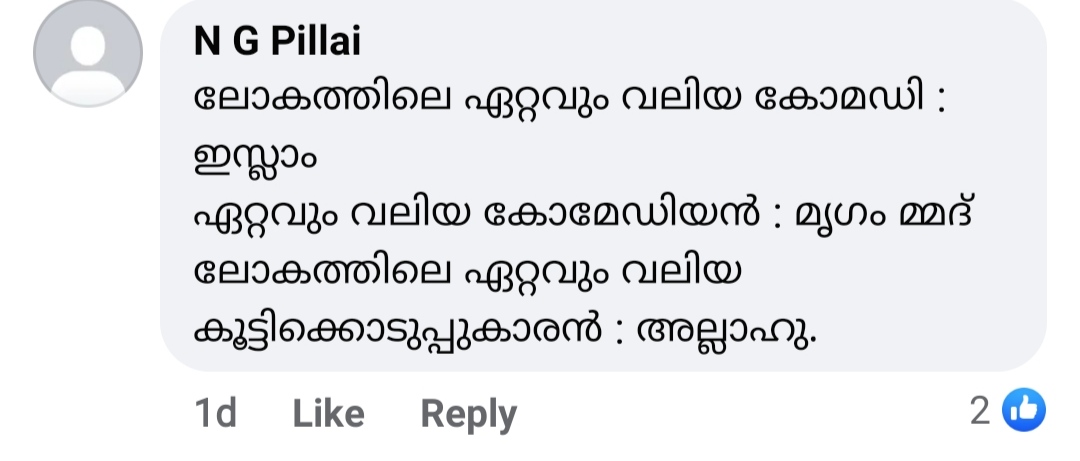 N G Pillai
ലോകത്തിലെ ഏറ്റവും വലിയ കോമഡി :
ഇസ്ലാം
ഏറ്റവും വലിയ കോമേഡിയൻ : മൃഗം മ്മദ്
ലോകത്തിലെ ഏറ്റവും വലിയ
കൂട്ടിക്കൊടുപ്പുകാരൻ : അല്ലാഹു.
1d Like Reply 2